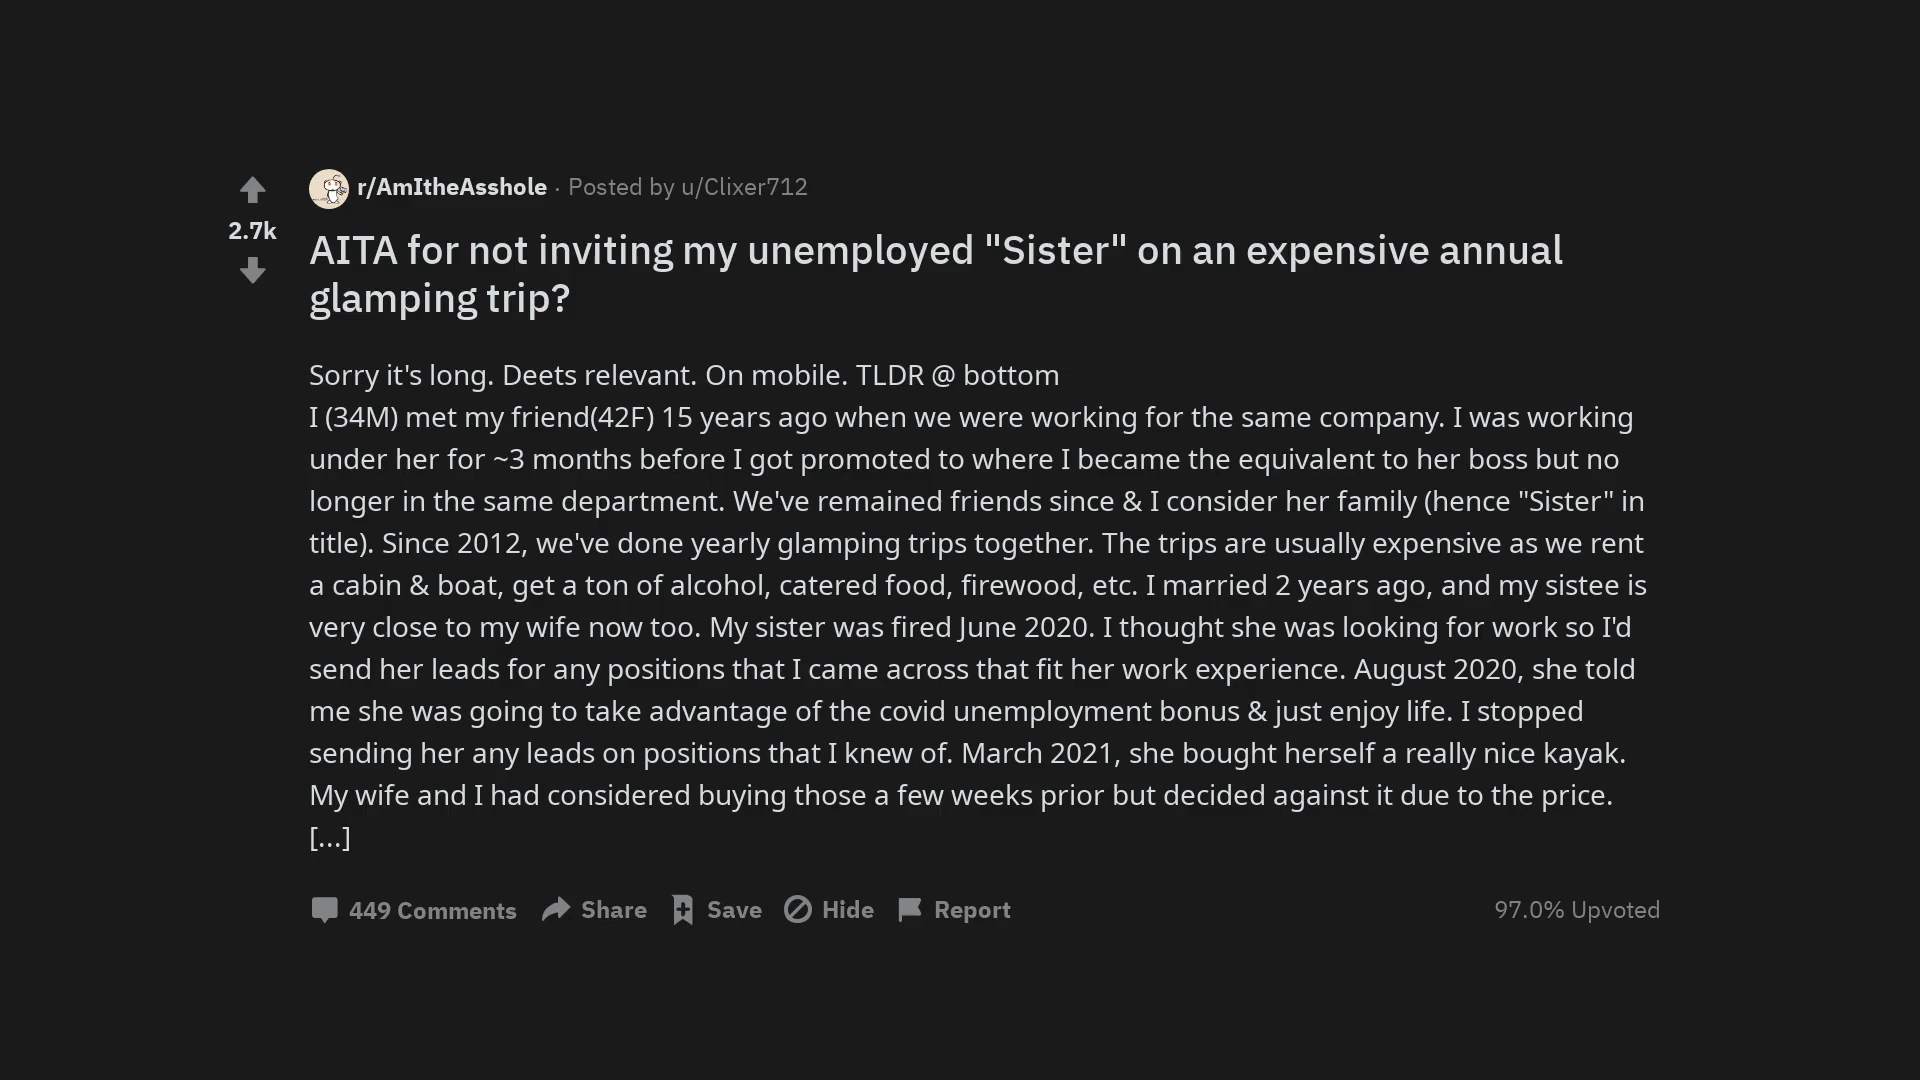 r/AmItheAsshole · Posted by u/Clixer712
2.7k
AITA for not inviting my unemployed "Sister" on an expensive annual
glamping trip?
Sorry it's long. Deets relevant. On mobile. TLDR @ bottom
I (34M) met my friend(42F) 15 years ago when we were working for the same company. I was working
under her for ~3 months before I got promoted to where I became the equivalent to her boss but no
longer in the same department. We've remained friends since & I consider her family (hence "Sister" in
title). Since 2012, we've done yearly glamping trips together. The trips are usually expensive as we rent
a cabin & boat, get a ton of alcohol, catered food, firewood, etc. I married 2 years ago, and my sistee is
very close to my wife now too. My sister was fired June 2020. I thought she was looking for work so I'd
send her leads for any positions that I came across that fit her work experience. August 2020, she told
me she was going to take advantage of the covid unemployment bonus & just enjoy life. I stopped
sending her any leads on positions that I knew of. March 2021, she bought herself a really nice kayak.
My wife and I had considered buying those a few weeks prior but decided against it due to the price.
[...]
449 Comments Share Save Hide Report 97.0% Upvoted